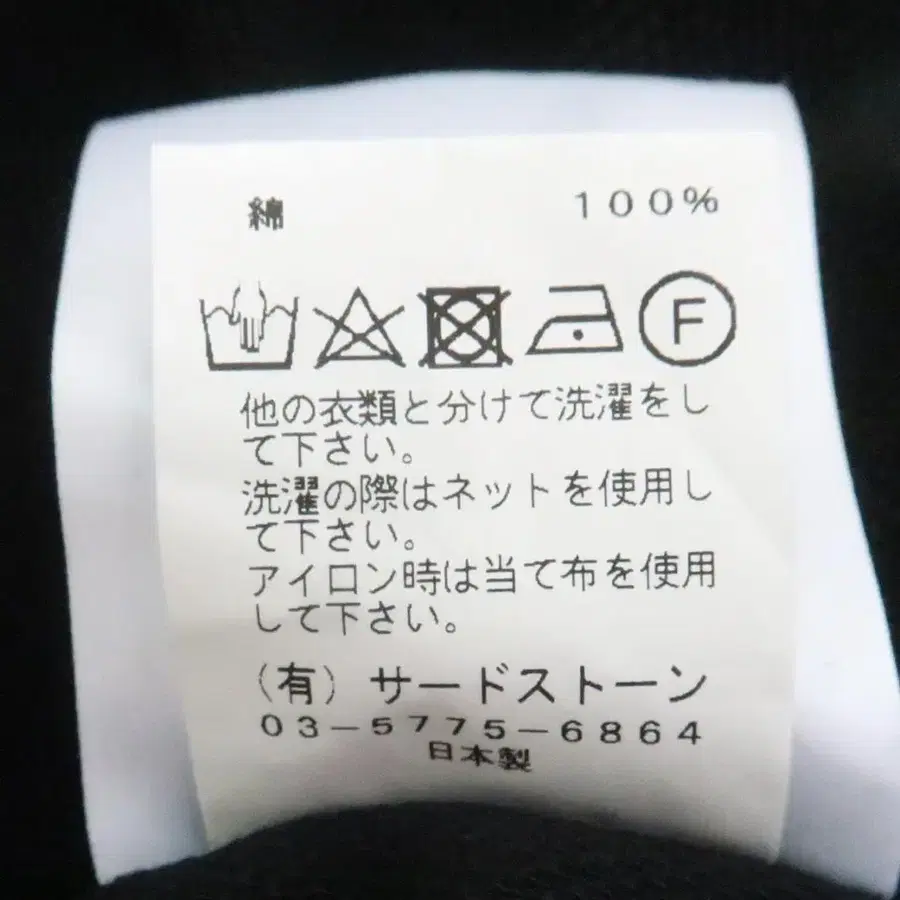 綿 100%
F
他の衣類と分けて洗濯をし
て下さい。
洗濯の際はネットを使用し
て下さい。
アイロン時は当て布を使用
して下さい。
(有) サードストーン
03-5775-6864
日本製